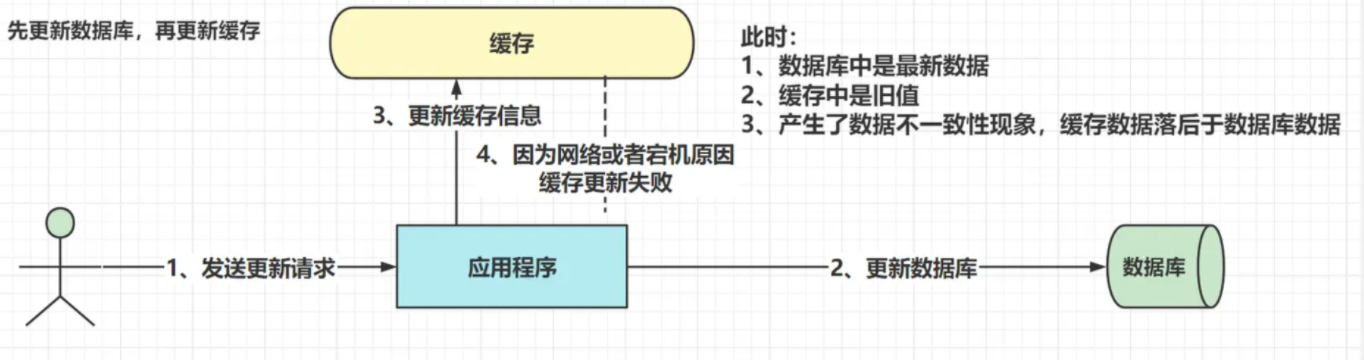 先更新数据库，再更新缓存
缓存
此时：
1、数据库中是最新数据
2、缓存中是旧值
3、产生了数据不一致性现象，缓存数据落后于数据库数据
3、更新缓存信息
4、因为网络或者宕机原因
缓存更新失败
1、发送更新请求
应用程序
2、更新数据库
数据库